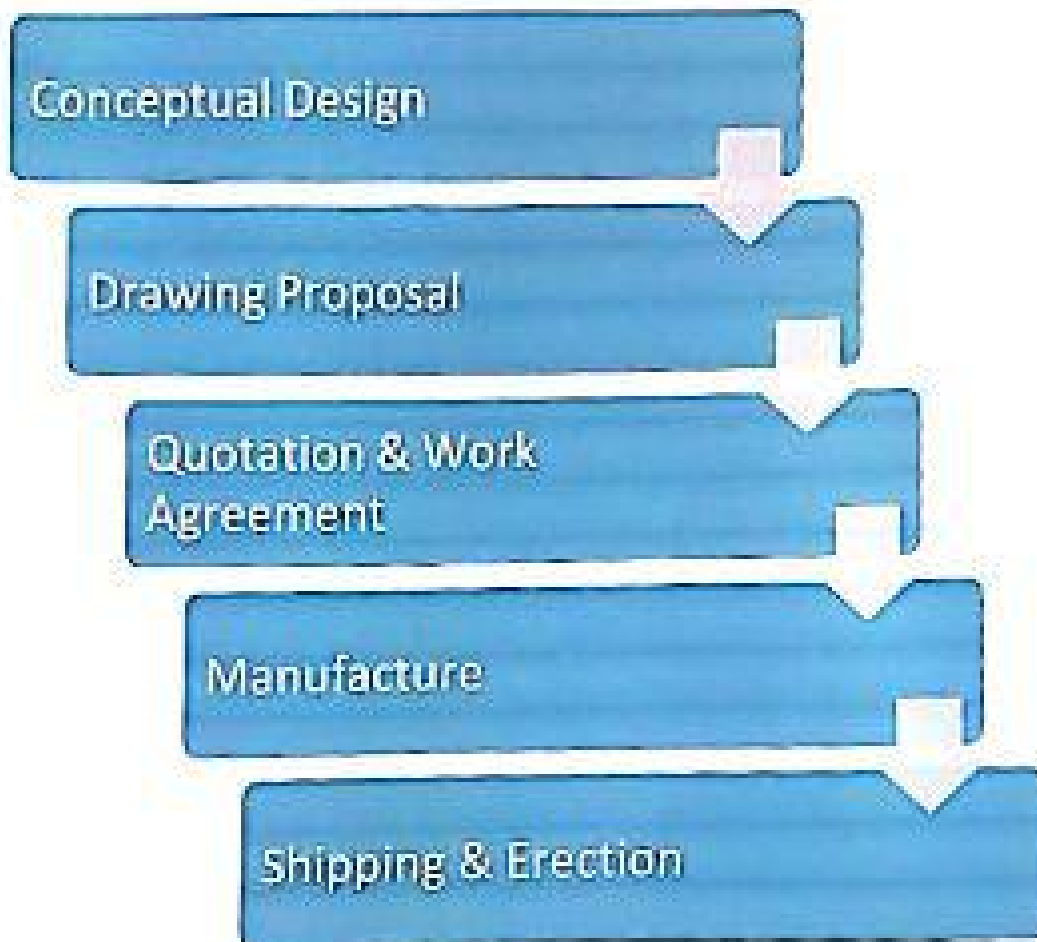 Conceptual Design
Drawing Proposal
Quotation & Work
Agreement
Manufacture
Shipping & Erection